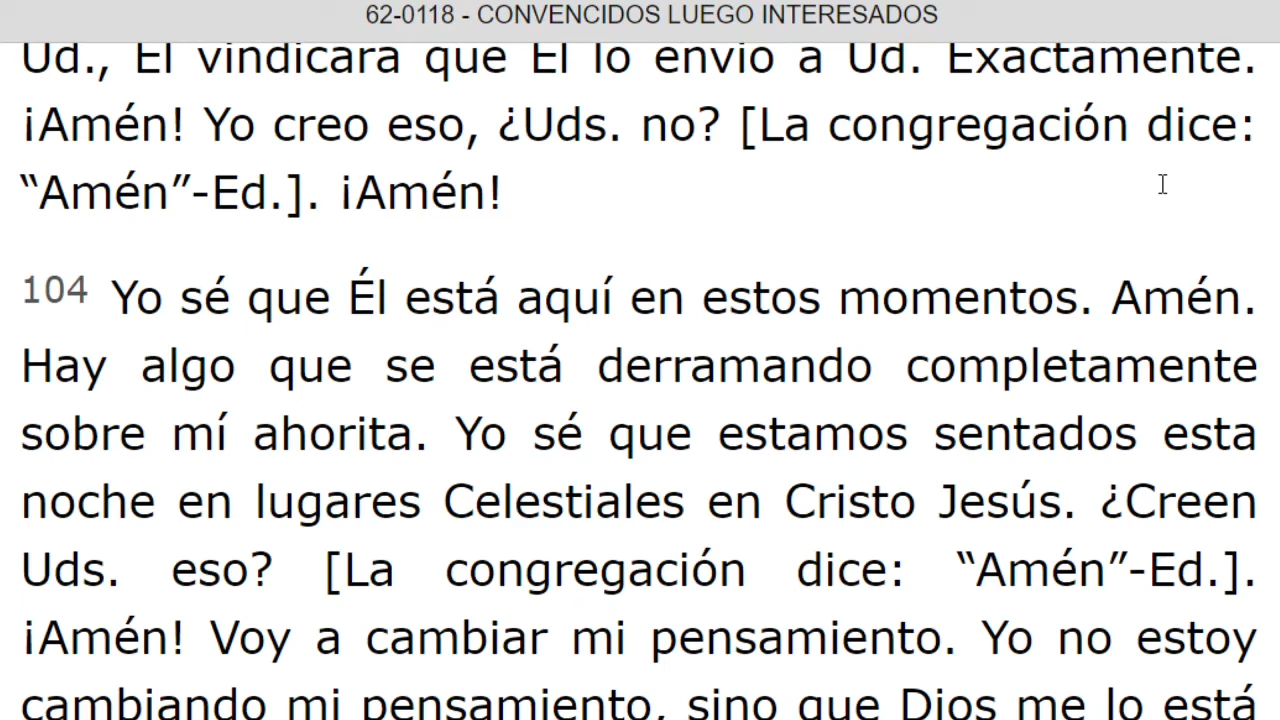 62-0118 - CONVENCIDOS LUEGO INTERESADOS
Ud., Él vindicará que Él lo envió a Ud. Exactamente.
¡Amén! Yo creo eso, ¿Uds. no? [La congregación dice:
“Amén”-Ed.]. ¡Amén!
104 Yo sé que Él está aquí en estos momentos. Amén.
Hay algo que se está derramando completamente
sobre mí ahorita. Yo sé que estamos sentados esta
noche en lugares Celestiales en Cristo Jesús. ¿Creen
Uds. eso? [La congregación dice: “Amén”-Ed.].
¡Amén! Voy a cambiar mi pensamiento. Yo no estoy
cambiando mi pensamiento, sino que Dios me lo está